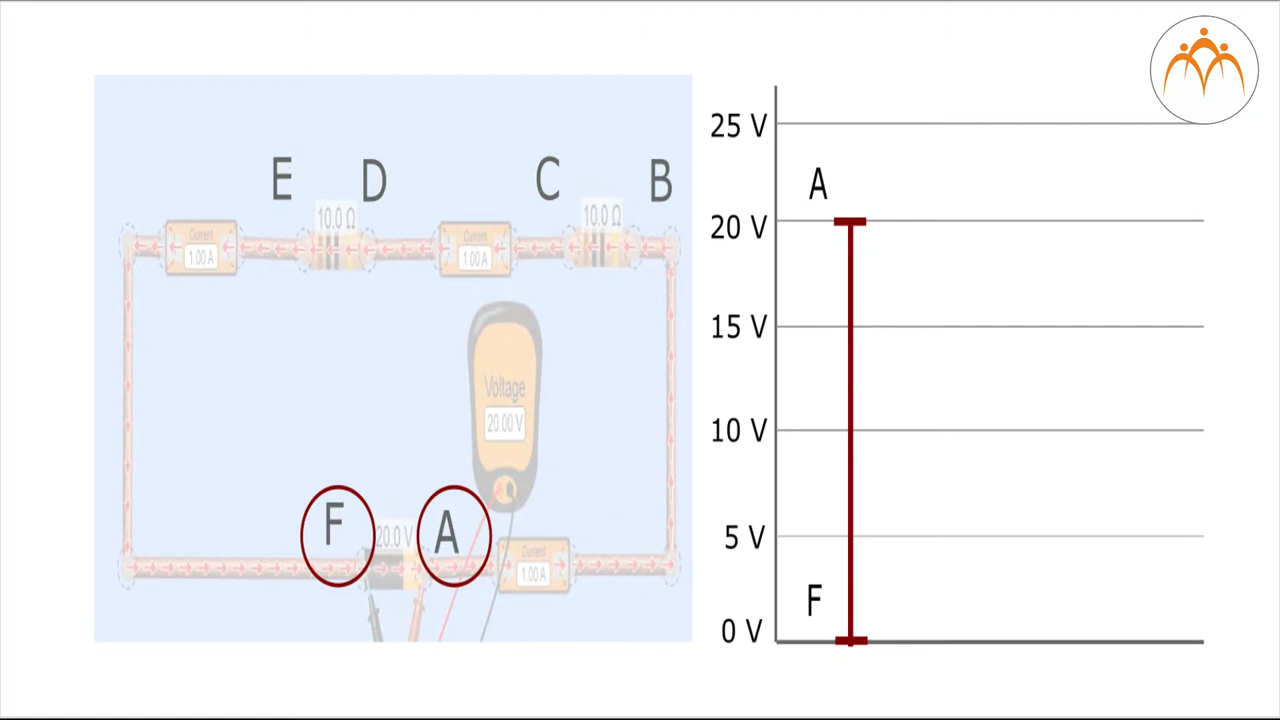 E D C B
10.0 Ω
10.0 Ω
Current
1.00 A
Current
1.00 A
Voltage
20.00 V
F
20.0 V
A
Current
1.00 A
25 V
A
20 V
15 V
10 V
5 V
F
0 V